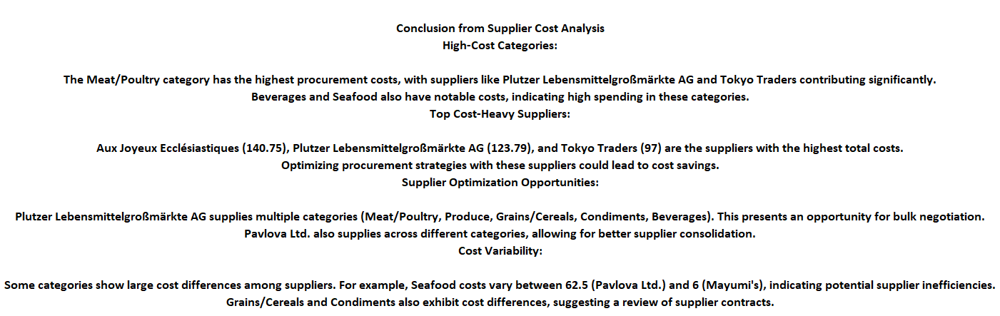 Conclusion from Supplier Cost Analysis
High-Cost Categories:
The Meat/Poultry category has the highest procurement costs, with suppliers like Plutzer Lebensmittelgroßmärkte AG and Tokyo Traders contributing significantly.
Beverages and Seafood also have notable costs, indicating high spending in these categories.
Top Cost-Heavy Suppliers:
Aux Joyeux Ecclésiastiques (140.75), Plutzer Lebensmittelgroßmärkte AG (123.79), and Tokyo Traders (97) are the suppliers with the highest total costs.
Optimizing procurement strategies with these suppliers could lead to cost savings.
Supplier Optimization Opportunities:
Plutzer Lebensmittelgroßmärkte AG supplies multiple categories (Meat/Poultry, Produce, Grains/Cereals, Condiments, Beverages). This presents an opportunity for bulk negotiation.
Pavlova Ltd. also supplies across different categories, allowing for better supplier consolidation.
Cost Variability:
Some categories show large cost differences among suppliers. For example, Seafood costs vary between 62.5 (Pavlova Ltd.) and 6 (Mayumi's), indicating potential supplier inefficiencies.
Grains/Cereals and Condiments also exhibit cost differences, suggesting a review of supplier contracts.